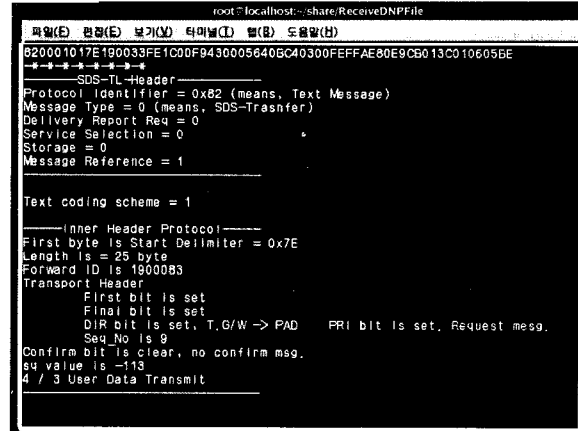 root@localhost:~/share/ReceiveDNPFile
파일(F) 편집(E) 보기(V) 터미널(T) 탭(B) 도움말(H)
820001017E190033FE1C00F9430005640BC40300FEFFAE80E9CB013C010605BE
-*-*-*-*-*-*
--------SDS-TL-Header-------------
Protocol Identifier = 0x82 (means, Text Message)
Message Type = 0 (means, SDS-Trasnfer)
Delivery Report Req = 0
Service Selection = 0
Storage = 0
Message Reference = 1
Text coding scheme = 1
------Inner Header Protocol------
First byte is Start Delimiter = 0x7E
Length is = 25 byte
Forward ID is 1900083
Transport Header
First bit is set
Final bit is set
DIR bit is set, T.G/W -> PAD PRI bit is set. Request mesg.
Seq_No is 9
Confirm bit is clear, no confirm msg.
sq value is -113
4 / 3 User Data Transmit